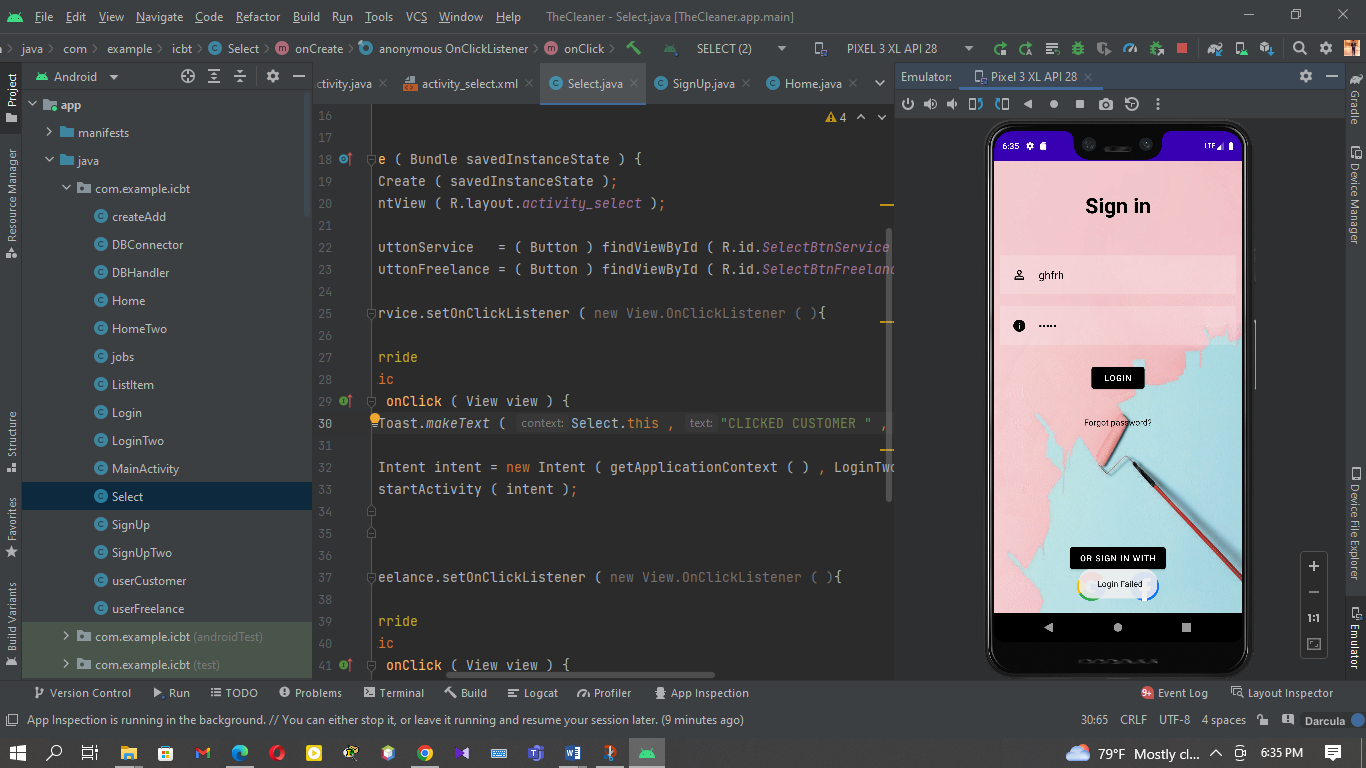 File Edit View Navigate Code Refactor Build Run Tools VCS Window Help TheCleaner - Select.java [TheCleaner.app.main]
java com example icbt Select onCreate anonymous OnClickListener onClick SELECT (2) PIXEL 3 XL API 28
Android
ctivity.java activity_select.xml Select.java SignUp.java Home.java
Emulator: Pixel 3 XL API 28
Project
Resource Manager
Structure
Favorites
Build Variants
app
manifests
java
com.example.icbt
createAdd
DBConnector
DBHandler
Home
HomeTwo
jobs
ListItem
Login
LoginTwo
MainActivity
Select
SignUp
SignUpTwo
userCustomer
userFreelance
com.example.icbt (androidTest)
com.example.icbt (test)
4
16
17
18 e ( Bundle savedInstanceState ) {
19 Create ( savedInstanceState );
20 ntView ( R.layout.activity_select );
21
22 uttonService = ( Button ) findViewById ( R.id.SelectBtnService
23 uttonFreelance = ( Button ) findViewById ( R.id.SelectBtnFreelanc
24
25 rvice.setOnClickListener ( new View.OnClickListener ( ){
26
27 rride
28 ic
29 onClick ( View view ) {
30 Toast.makeText ( context: Select.this , text: "CLICKED CUSTOMER " ,
31
32 Intent intent = new Intent ( getApplicationContext ( ) , LoginTwo
33 startActivity ( intent );
34
35
36
37 eelance.setOnClickListener ( new View.OnClickListener ( ){
38
39 rride
40 ic
41 onClick ( View view ) {
6:35 LTE
Sign in
ghfrh
•••••
LOGIN
Forgot password?
OR SIGN IN WITH
Login Failed
1:1
Gradle
Device Manager
Device File Explorer
Emulator
Version Control Run TODO Problems Terminal Build Logcat Profiler App Inspection 9+ Event Log Layout Inspector
App Inspection is running in the background. // You can either stop it, or leave it running and resume your session later. (9 minutes ago) 30:65 CRLF UTF-8 4 spaces Darcula
79°F Mostly cl... 6:35 PM